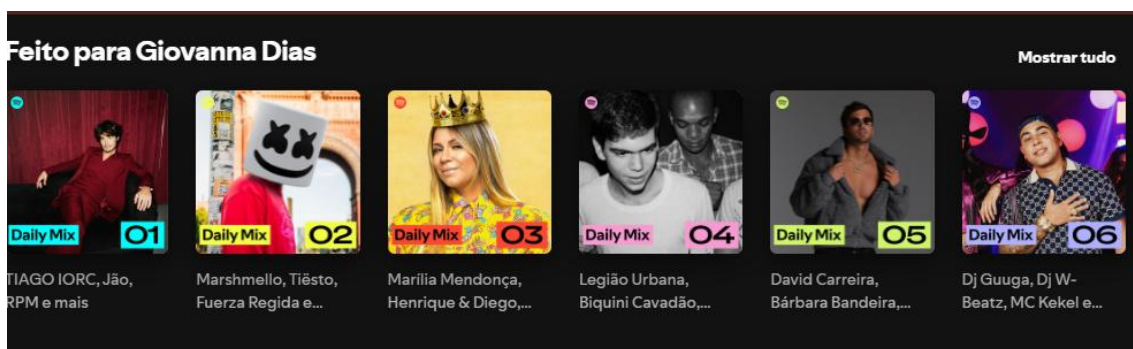 Feito para Giovanna Dias
Mostrar tudo
Daily Mix 01
Daily Mix 02
Daily Mix 03
Daily Mix 04
Daily Mix 05
Daily Mix 06
TIAGO IORC, Jão,
RPM e mais
Marshmello, Tiësto,
Fuerza Regida e...
Marília Mendonça,
Henrique & Diego,...
Legião Urbana,
Biquini Cavadão,...
David Carreira,
Bárbara Bandeira,...
Dj Guuga, Dj W-
Beatz, MC Kekel e...